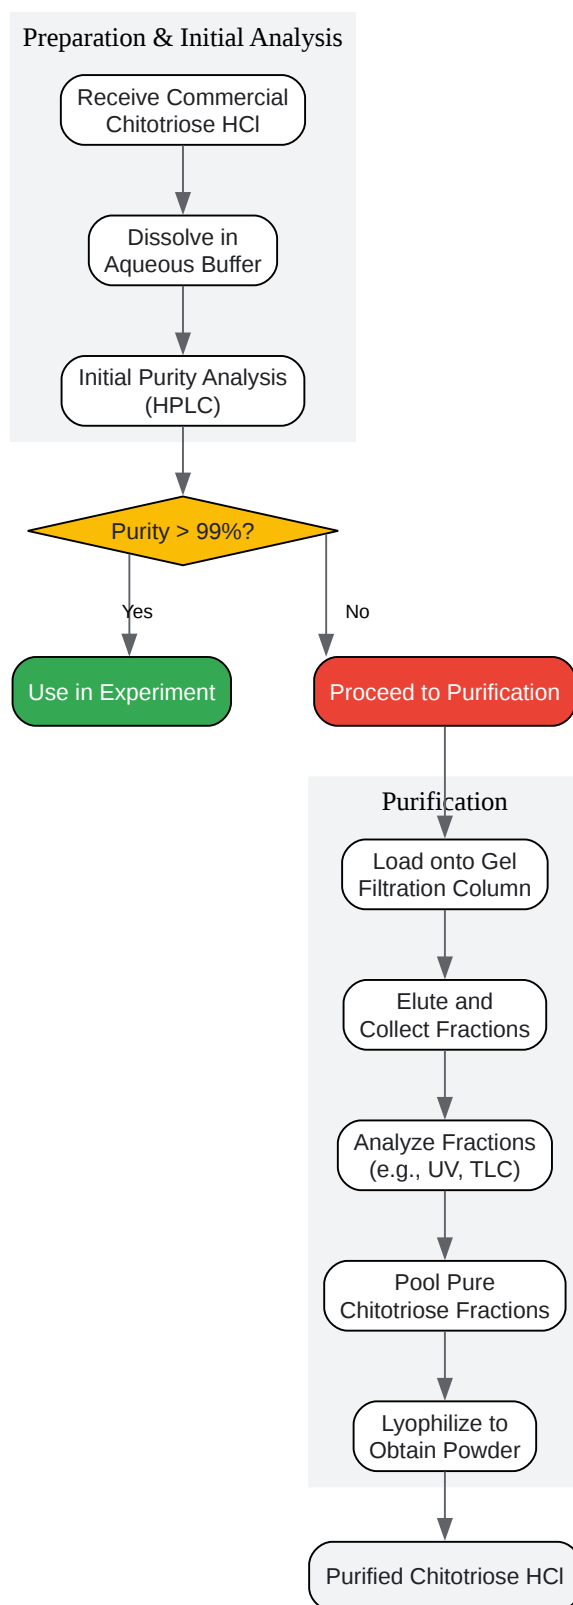 Preparation & Initial Analysis
Receive Commercial
Chitotriose HCl
Dissolve in
Aqueous Buffer
Initial Purity Analysis
(HPLC)
Purity > 99%?
Yes
No
Use in Experiment
Proceed to Purification
Purification
Load onto Gel
Filtration Column
Elute and
Collect Fractions
Analyze Fractions
(e.g., UV, TLC)
Pool Pure
Chitotriose Fractions
Lyophilize to
Obtain Powder
Purified Chitotriose HCl